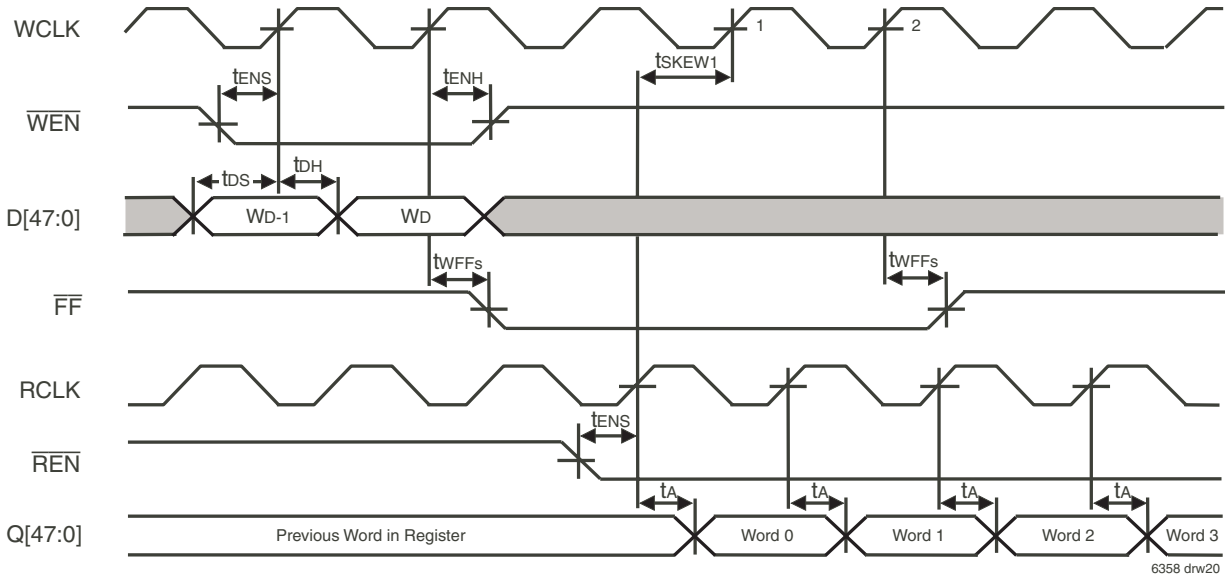 WCLK
1
2
tSKEW1
tENS
tENH
WEN
tDS
tDH
D[47:0]
WD-1
WD
tWFFs
tWFFs
FF
RCLK
tENS
REN
tA
tA
tA
tA
Q[47:0]
Previous Word in Register
Word 0
Word 1
Word 2
Word 3
6358 drw20